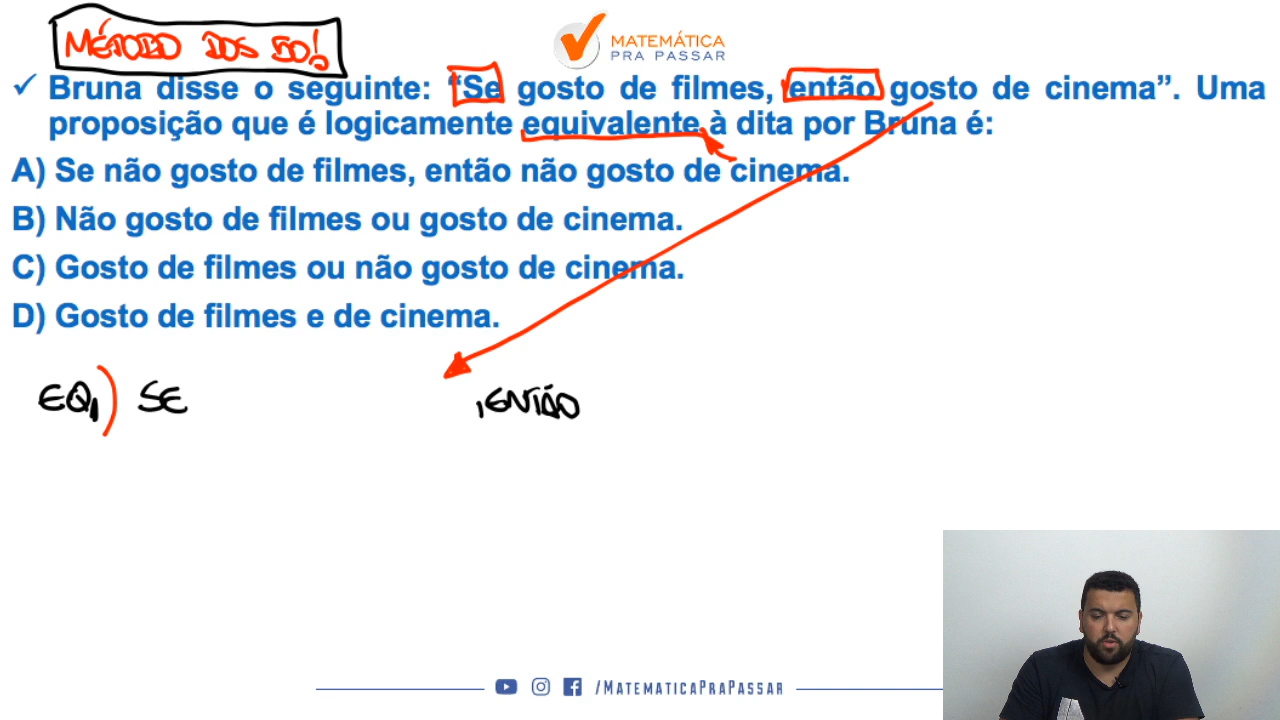 MÉTODO DOS 50!
MATEMÁTICA
PRA PASSAR
✓ Bruna disse o seguinte: “Se gosto de filmes, então gosto de cinema”. Uma
proposição que é logicamente equivalente à dita por Bruna é:
A) Se não gosto de filmes, então não gosto de cinema.
B) Não gosto de filmes ou gosto de cinema.
C) Gosto de filmes ou não gosto de cinema.
D) Gosto de filmes e de cinema.
EQ1) SE , ENTÃO
/MATEMATICAPRAPASSAR